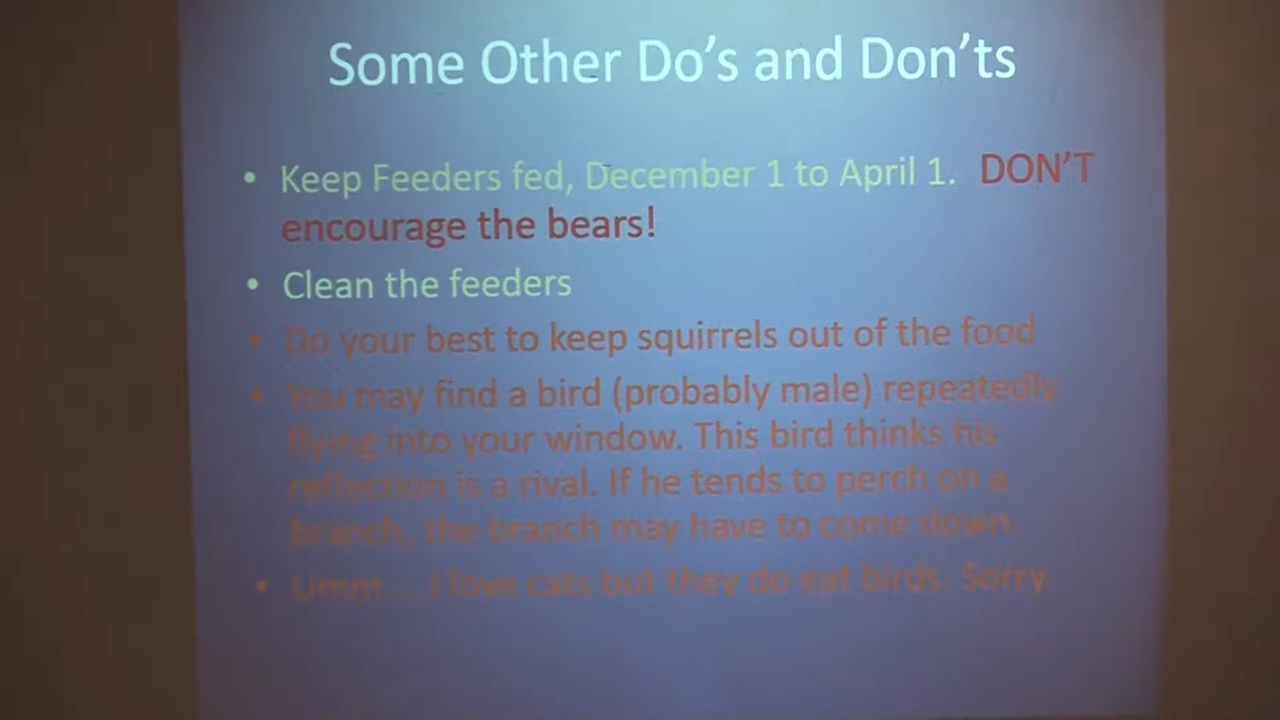 Some Other Do's and Don'ts
• Keep Feeders fed, December 1 to April 1. DON'T
encourage the bears!
• Clean the feeders
• Do your best to keep squirrels out of the food
• You may find a bird (probably male) repeatedly
flying into your window. This bird thinks his
reflection is a rival. If he tends to perch on a
branch, the branch may have to come down.
• Umm.... I love cats but they do eat birds. Sorry.